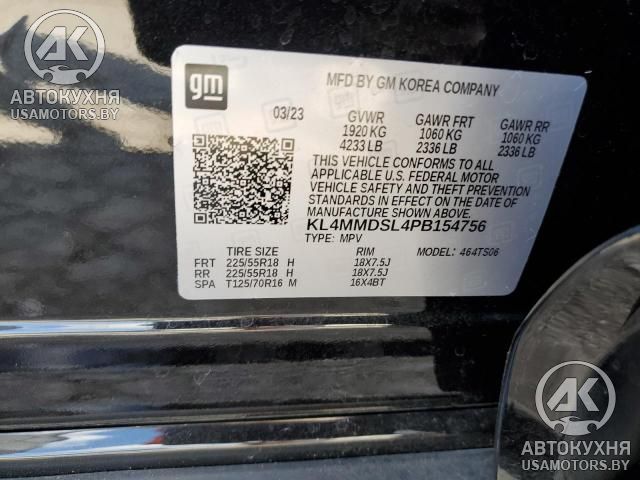 AK
АВТОКУХНЯ
USAMOTORS.BY
gm
MFD BY GM KOREA COMPANY
03/23
GVWR GAWR FRT GAWR RR
1920 KG 1060 KG 1060 KG
4233 LB 2336 LB 2336 LB
THIS VEHICLE CONFORMS TO ALL
APPLICABLE U.S. FEDERAL MOTOR
VEHICLE SAFETY AND THEFT PREVENTION
STANDARDS IN EFFECT ON THE DATE OF
MANUFACTURE SHOWN ABOVE.
KL4MMDSL4PB154756
TYPE: MPV MODEL: 464TS06
TIRE SIZE RIM
FRT 225/55R18 H 18X7.5J
RR 225/55R18 H 18X7.5J
SPA T125/70R16 M 16X4BT
AK
АВТОКУХНЯ
USAMOTORS.BY